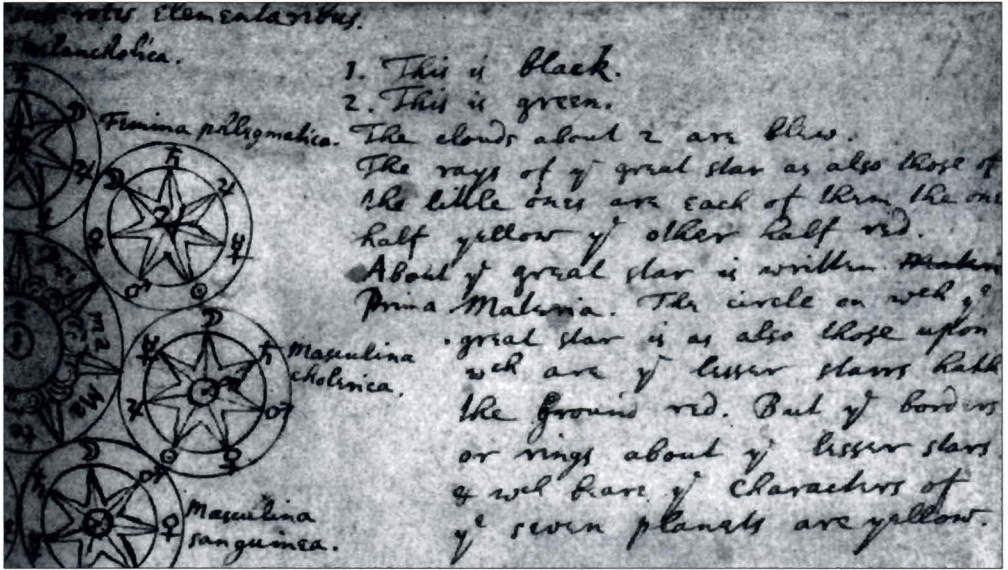 rotis elementaribus.
melancholica.
1. This is black.
2. This is green.
Femina phlegmatica.
The clouds about 2 are blew.
The rays of yᵉ great star as also those of
the little ones are each of them the one
half yellow yᵉ other half red.
About yᵉ great star is written
Prima Materia. The circle on wᶜʰ yᵉ
great star is as also those upon
wᶜʰ are yᵉ lesser starrs hath
the Ground red. But yᵉ borders
or rings about yᵉ lesser stars
& wᶜʰ beare yᵉ characters of
yᵉ seven planets are yellow.
Masculina
cholerica.
Masculina
sanguinea.